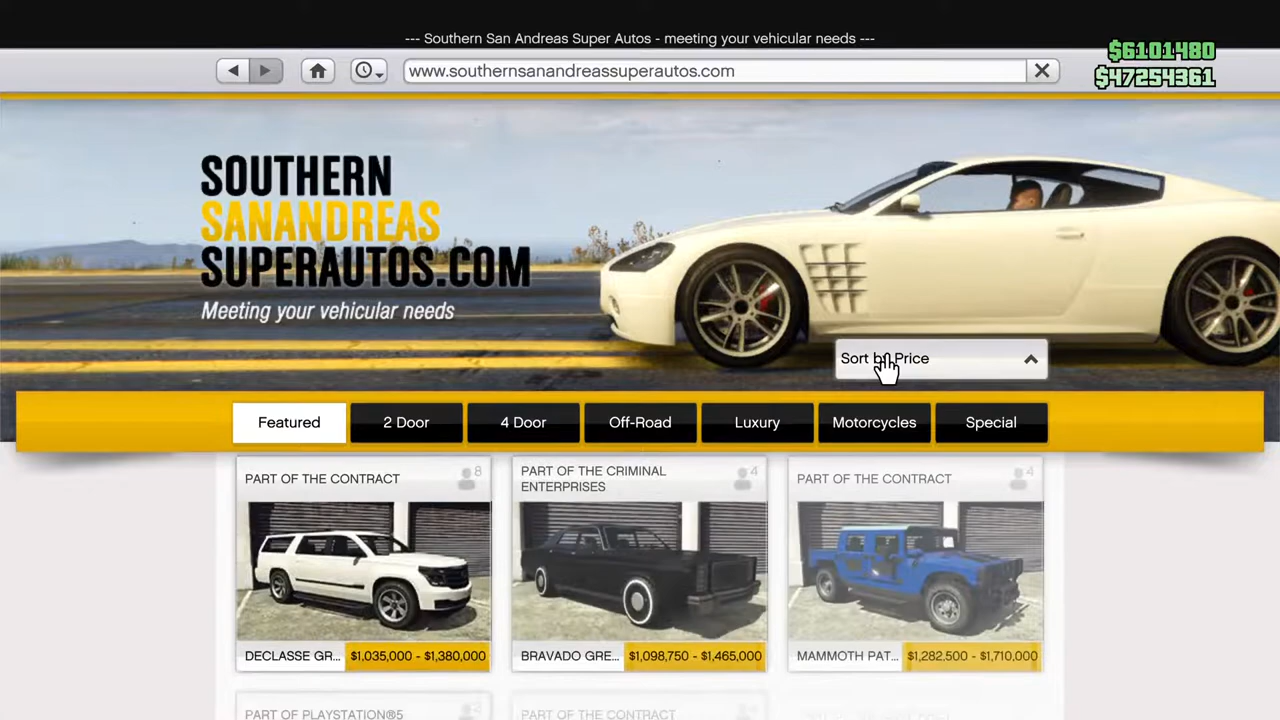 --- Southern San Andreas Super Autos - meeting your vehicular needs ---
$6101480
www.southernsanandreassuperautos.com
$47254361
SOUTHERN
SANANDREAS
SUPERAUTOS.COM
Meeting your vehicular needs
Sort by Price
Featured
2 Door
4 Door
Off-Road
Luxury
Motorcycles
Special
PART OF THE CONTRACT
8
DECLASSE GR...
$1,035,000 - $1,380,000
PART OF THE CRIMINAL
ENTERPRISES
4
BRAVADO GRE...
$1,098,750 - $1,465,000
PART OF THE CONTRACT
4
MAMMOTH PAT...
$1,282,500 - $1,710,000
PART OF PLAYSTATION®5
PART OF THE CONTRACT